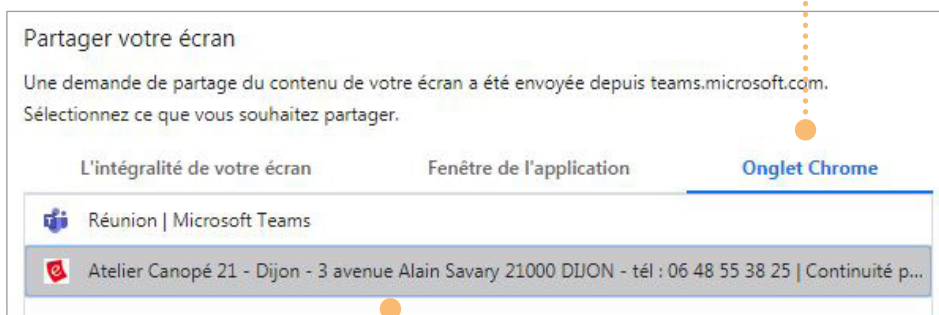 Partager votre écran
Une demande de partage du contenu de votre écran a été envoyée depuis teams.microsoft.com.
Sélectionnez ce que vous souhaitez partager.
L'intégralité de votre écran Fenêtre de l'application Onglet Chrome
Réunion | Microsoft Teams
Atelier Canopé 21 - Dijon - 3 avenue Alain Savary 21000 DIJON - tél : 06 48 55 38 25 | Continuité p...